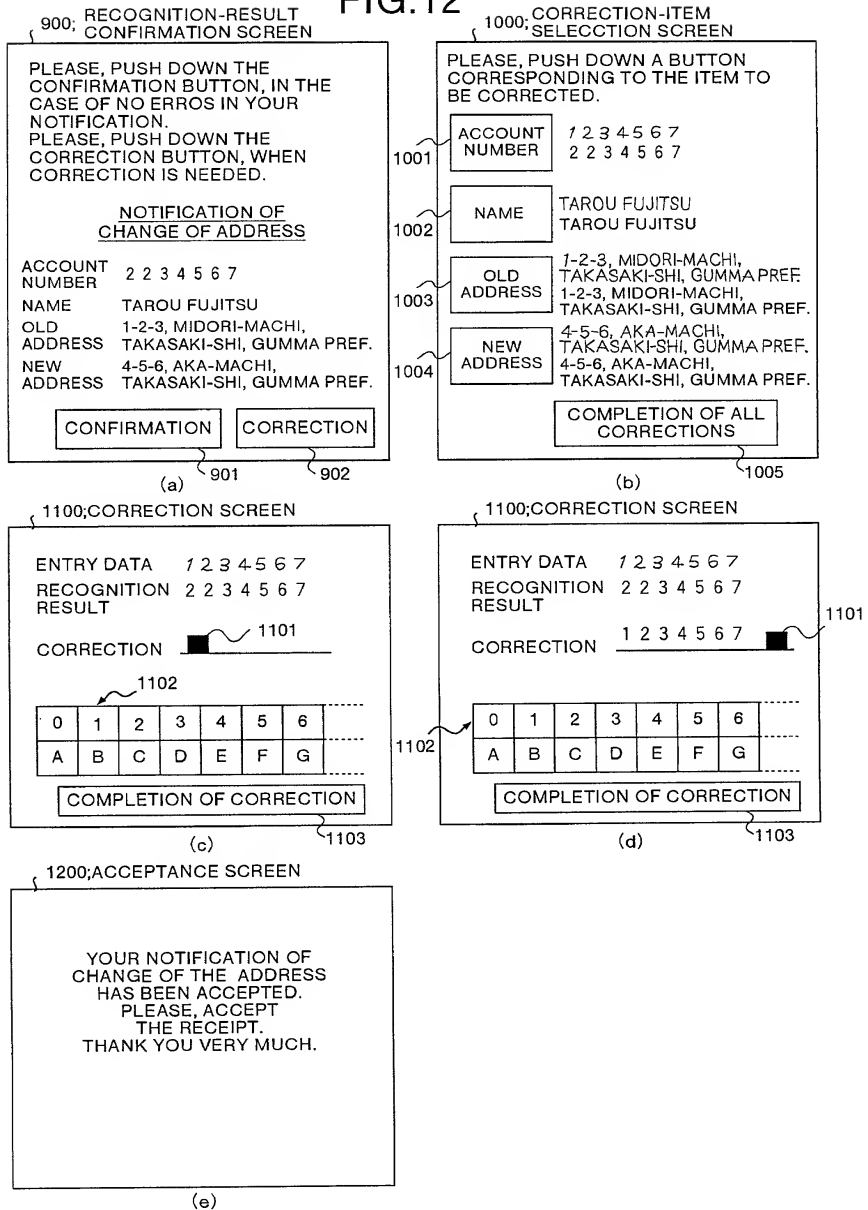 FIG.12
900; RECOGNITION-RESULT
CONFIRMATION SCREEN
PLEASE, PUSH DOWN THE
CONFIRMATION BUTTON, IN THE
CASE OF NO ERROS IN YOUR
NOTIFICATION.
PLEASE, PUSH DOWN THE
CORRECTION BUTTON, WHEN
CORRECTION IS NEEDED.
NOTIFICATION OF
CHANGE OF ADDRESS
ACCOUNT
NUMBER 2 2 3 4 5 6 7
NAME TAROU FUJITSU
OLD 1-2-3, MIDORI-MACHI,
ADDRESS TAKASAKI-SHI, GUMMA PREF.
NEW 4-5-6, AKA-MACHI,
ADDRESS TAKASAKI-SHI, GUMMA PREF.
CONFIRMATION CORRECTION
901 902
(a)
1000; CORRECTION-ITEM
SELECCTION SCREEN
PLEASE, PUSH DOWN A BUTTON
CORRESPONDING TO THE ITEM TO
BE CORRECTED.
1001 ACCOUNT
NUMBER
1 2 3 4 5 6 7
2 2 3 4 5 6 7
1002 NAME
TAROU FUJITSU
TAROU FUJITSU
1003 OLD
ADDRESS
1-2-3, MIDORI-MACHI,
TAKASAKI-SHI, GUMMA PREF.
1-2-3, MIDORI-MACHI,
TAKASAKI-SHI, GUMMA PREF.
1004 NEW
ADDRESS
4-5-6, AKA-MACHI,
TAKASAKI-SHI, GUMMA PREF.
4-5-6, AKA-MACHI,
TAKASAKI-SHI, GUMMA PREF.
COMPLETION OF ALL
CORRECTIONS
1005
(b)
1100;CORRECTION SCREEN
ENTRY DATA 1 2 3 4 5 6 7
RECOGNITION 2 2 3 4 5 6 7
RESULT
1101
CORRECTION
1102
0 1 2 3 4 5 6
A B C D E F G
COMPLETION OF CORRECTION
1103
(c)
1100;CORRECTION SCREEN
ENTRY DATA 1 2 3 4 5 6 7
RECOGNITION 2 2 3 4 5 6 7
RESULT
1101
CORRECTION 1 2 3 4 5 6 7
1102
0 1 2 3 4 5 6
A B C D E F G
COMPLETION OF CORRECTION
1103
(d)
1200;ACCEPTANCE SCREEN
YOUR NOTIFICATION OF
CHANGE OF THE ADDRESS
HAS BEEN ACCEPTED.
PLEASE, ACCEPT
THE RECEIPT.
THANK YOU VERY MUCH.
(e)